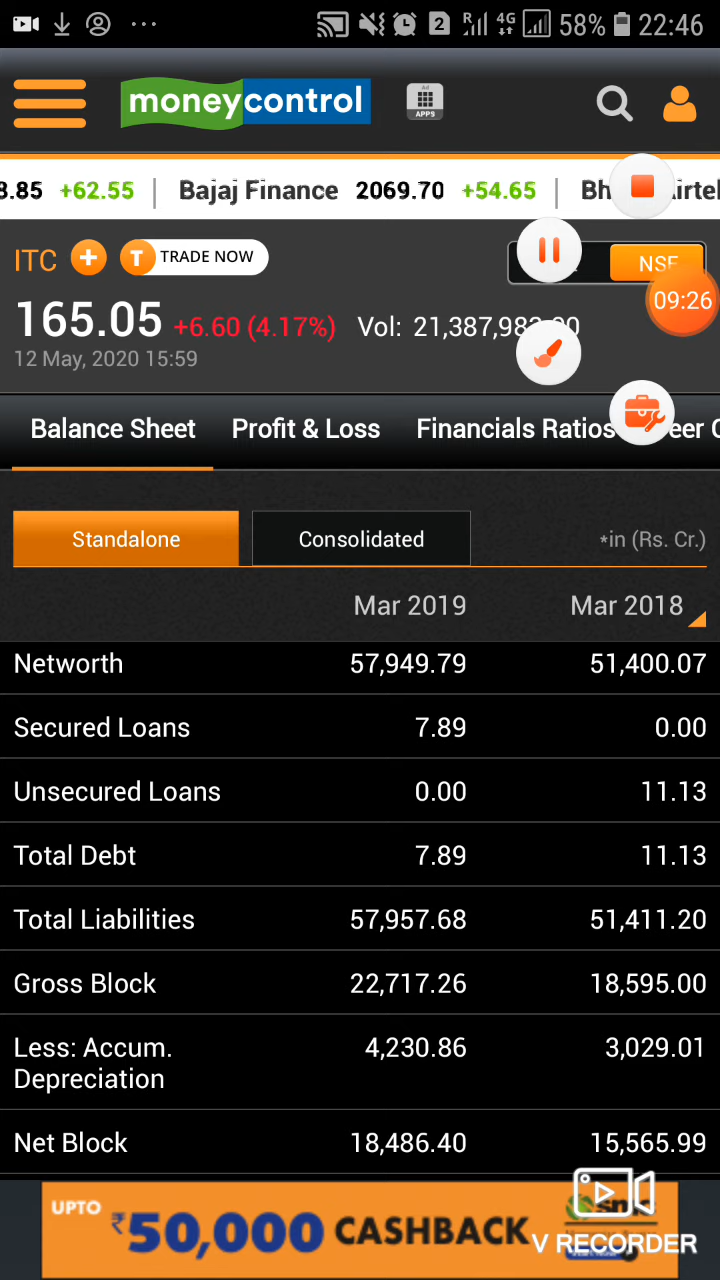 2 R 4G 58% 22:46
moneycontrol
Ad
APPS
8.85 +62.55 | Bajaj Finance 2069.70 +54.65 |
ITC + T TRADE NOW NSE
09:26
165.05 +6.60 (4.17%) Vol:
12 May, 2020 15:59
Balance Sheet Profit & Loss Financials Ratios
Standalone Consolidated *in (Rs. Cr.)
Mar 2019 Mar 2018
Networth 57,949.79 51,400.07
Secured Loans 7.89 0.00
Unsecured Loans 0.00 11.13
Total Debt 7.89 11.13
Total Liabilities 57,957.68 51,411.20
Gross Block 22,717.26 18,595.00
Less: Accum. 4,230.86 3,029.01
Depreciation
Net Block 18,486.40 15,565.99
UPTO
₹50,000 CASHBACK
V RECORDER